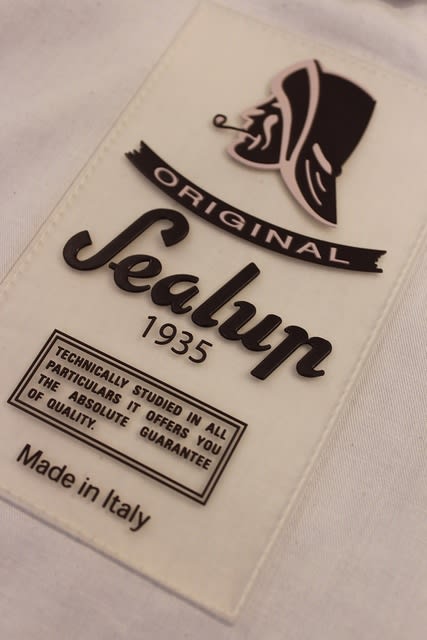 ORIGINAL
Sealup
1935
TECHNICALLY STUDIED IN ALL
PARTICULARS IT OFFERS YOU
THE ABSOLUTE GUARANTEE
OF QUALITY.
Made in Italy